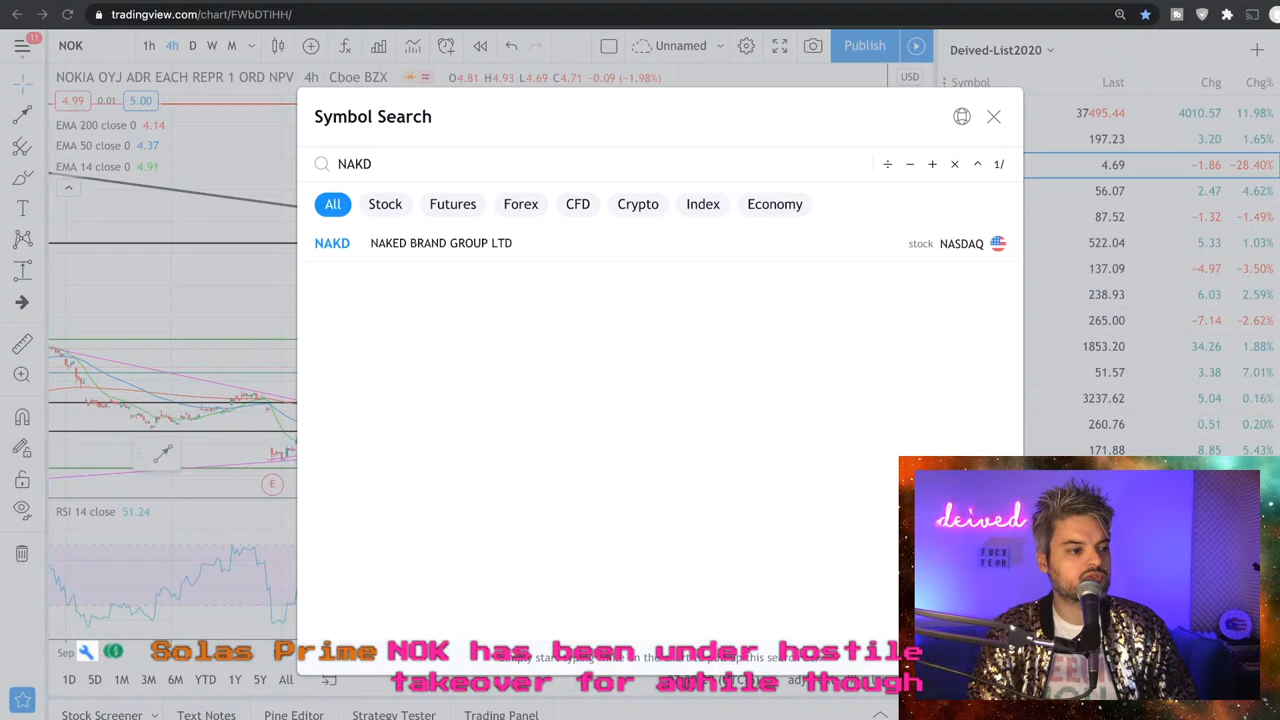 tradingview.com/chart/FWbDTIHH/
11
NOK
1h 4h D W M
Unnamed
Publish
Deived-List2020
NOKIA OYJ ADR EACH REPR 1 ORD NPV · 4h · Cboe BZX
O4.81 H4.93 L4.69 C4.71 −0.09 (−1.98%)
USD
Symbol Last Chg Chg%
4.99 0.01 5.00
EMA 200 close 0 4.14
EMA 50 close 0 4.37
EMA 14 close 0 4.91
Symbol Search
NAKD
1/
All Stock Futures Forex CFD Crypto Index Economy
NAKD NAKED BRAND GROUP LTD stock NASDAQ
37495.44 4010.57 11.98%
197.23 3.20 1.65%
4.69 −1.86 −28.40%
56.07 2.47 4.62%
87.52 −1.32 −1.49%
522.04 5.33 1.03%
137.09 −4.97 −3.50%
238.93 6.03 2.59%
265.00 −7.14 −2.62%
1853.20 34.26 1.88%
51.57 3.38 7.01%
3237.62 5.04 0.16%
260.76 0.51 0.20%
171.88 8.85 5.43%
E
RSI 14 close 51.24
deived
FUCK
YEAH
Sep
Solas Prime NOK has been under hostile
takeover for awhile though
1D 5D 1M 3M 6M YTD 1Y 5Y All
Stock Screener Text Notes Pine Editor Strategy Tester Trading Panel